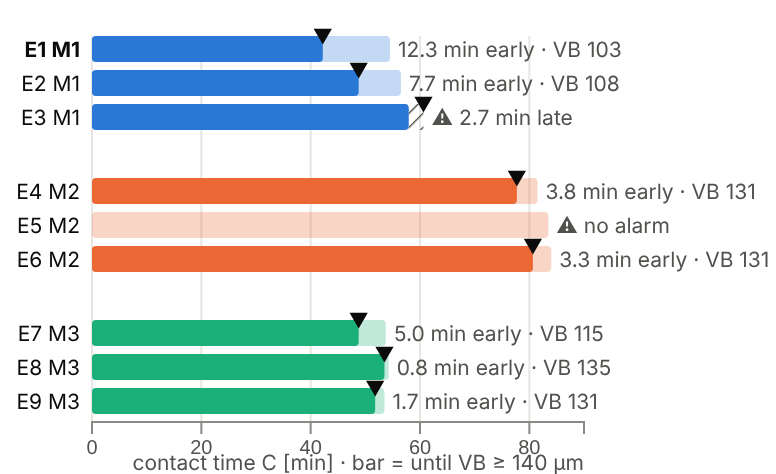 E1 M1 12.3 min early · VB 103
E2 M1 7.7 min early · VB 108
E3 M1 ⚠ 2.7 min late
E4 M2 3.8 min early · VB 131
E5 M2 ⚠ no alarm
E6 M2 3.3 min early · VB 131
E7 M3 5.0 min early · VB 115
E8 M3 0.8 min early · VB 135
E9 M3 1.7 min early · VB 131
0 20 40 60 80
contact time C [min] · bar = until VB ≥ 140 µm